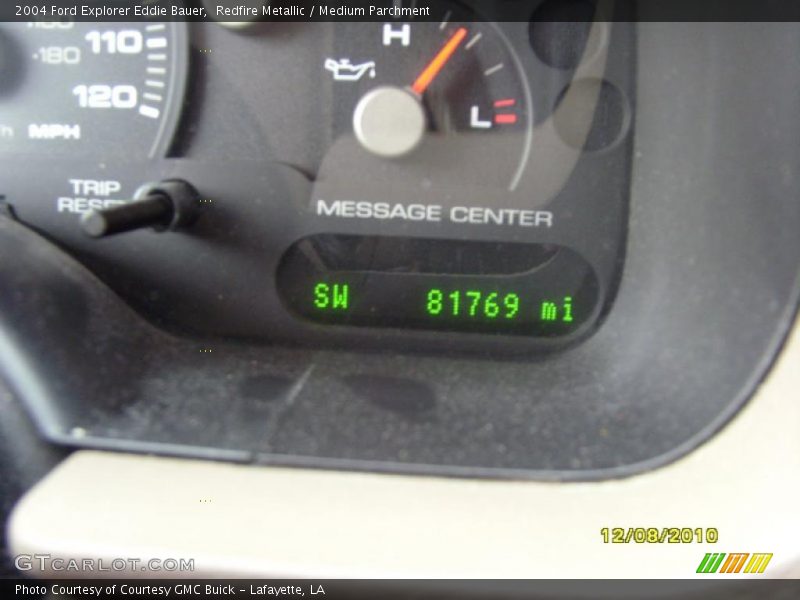 2004 Ford Explorer Eddie Bauer,  Redfire Metallic / Medium Parchment
110
180
120
MPH
H
L
TRIP
RESET
MESSAGE CENTER
SW 81769 mi
12/08/2010
GTCARLOT.COM
Photo Courtesy of Courtesy GMC Buick - Lafayette, LA